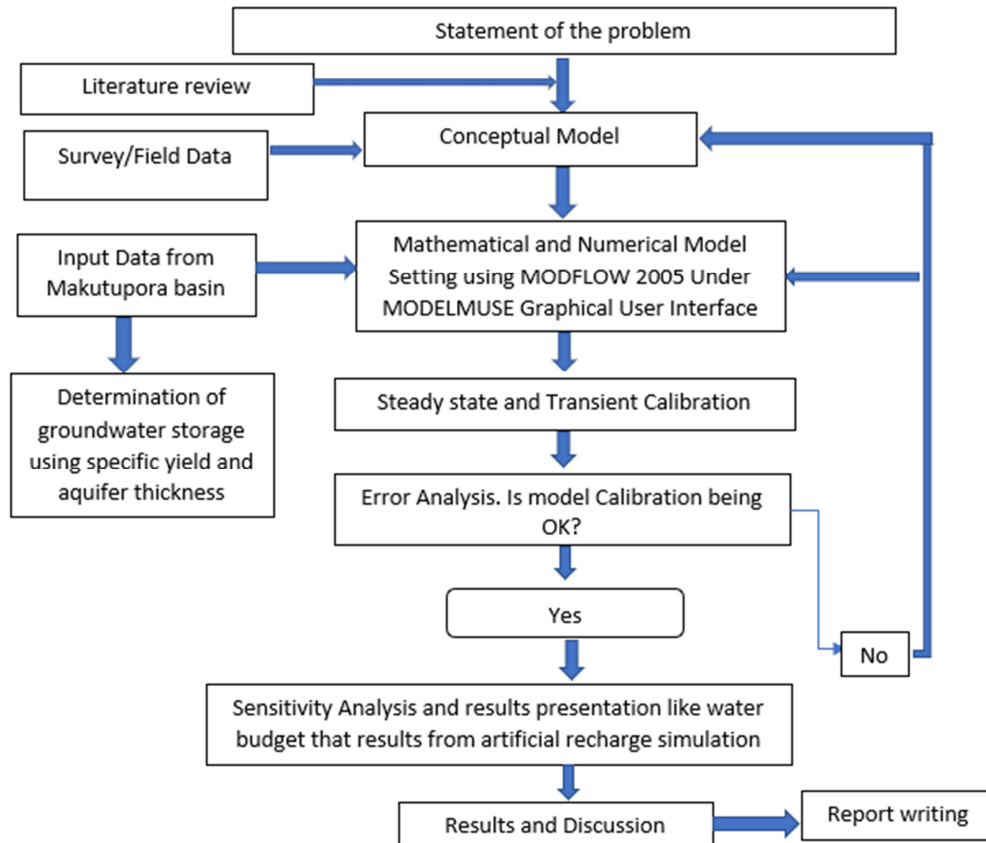 Statement of the problem
Literature review
Conceptual Model
Survey/Field Data
Input Data from
Makutupora basin
Mathematical and Numerical Model
Setting using MODFLOW 2005 Under
MODELMUSE Graphical User Interface
Determination of
groundwater storage
using specific yield and
aquifer thickness
Steady state and Transient Calibration
Error Analysis. Is model Calibration being
OK?
Yes
No
Sensitivity Analysis and results presentation like water
budget that results from artificial recharge simulation
Results and Discussion
Report writing